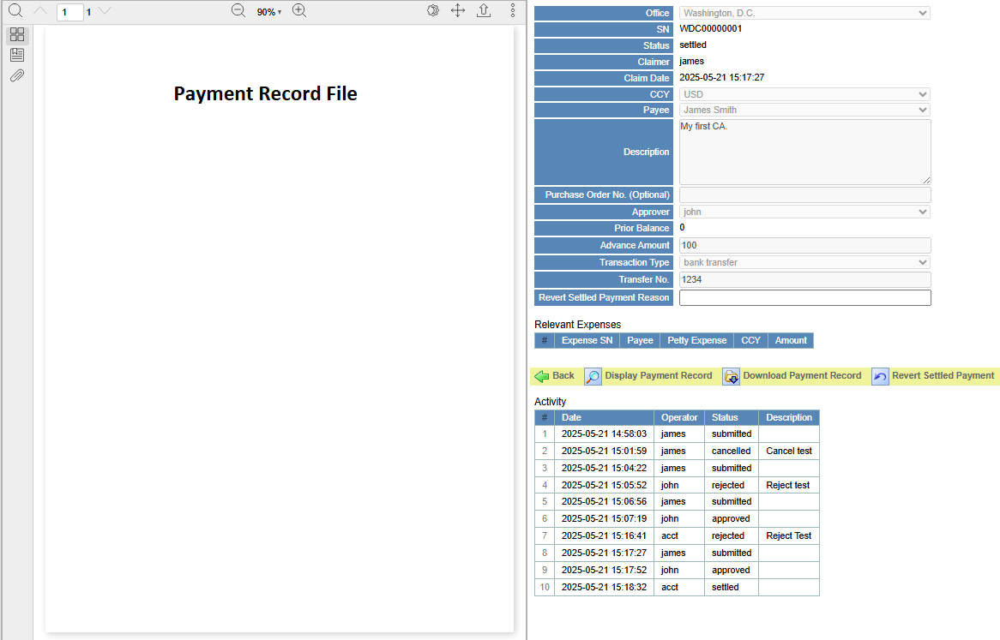 1 1 90%
Payment Record File
Office Washington, D.C.
SN WDC00000001
Status settled
Claimer james
Claim Date 2025-05-21 15:17:27
CCY USD
Payee James Smith
Description My first CA.
Purchase Order No. (Optional)
Approver john
Prior Balance 0
Advance Amount 100
Transaction Type bank transfer
Transfer No. 1234
Revert Settled Payment Reason
Relevant Expenses
# Expense SN Payee Petty Expense CCY Amount
Back Display Payment Record Download Payment Record Revert Settled Payment
Activity
# Date Operator Status Description
1 2025-05-21 14:58:03 james submitted
2 2025-05-21 15:01:59 james cancelled Cancel test
3 2025-05-21 15:04:22 james submitted
4 2025-05-21 15:05:52 john rejected Reject test
5 2025-05-21 15:06:56 james submitted
6 2025-05-21 15:07:19 john approved
7 2025-05-21 15:16:41 acct rejected Reject Test
8 2025-05-21 15:17:27 james submitted
9 2025-05-21 15:17:52 john approved
10 2025-05-21 15:18:32 acct settled